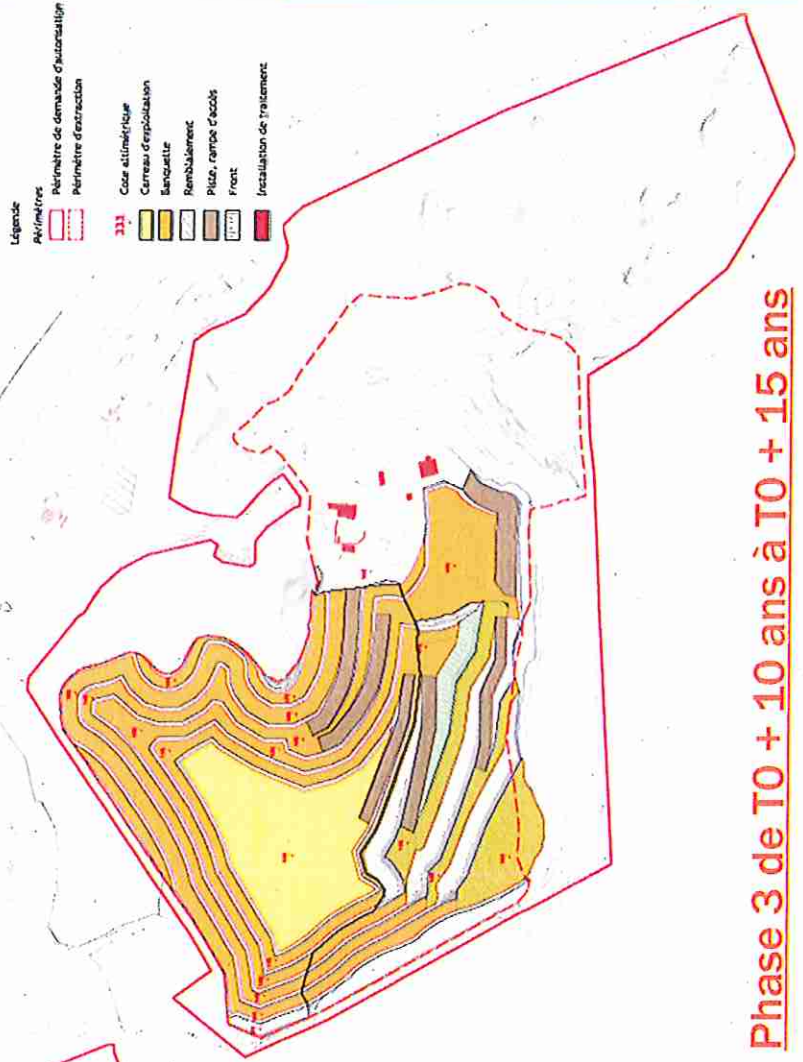 Légende
Périmètres
Périmètre de demande d'autorisation
Périmètre d'extraction
333 Cote altimétrique
Carreau d'exploitation
Banquette
Remblaiement
Piste, rampe d'accès
Front
Installation de traitement
Phase 3 de T0 + 10 ans à T0 + 15 ans